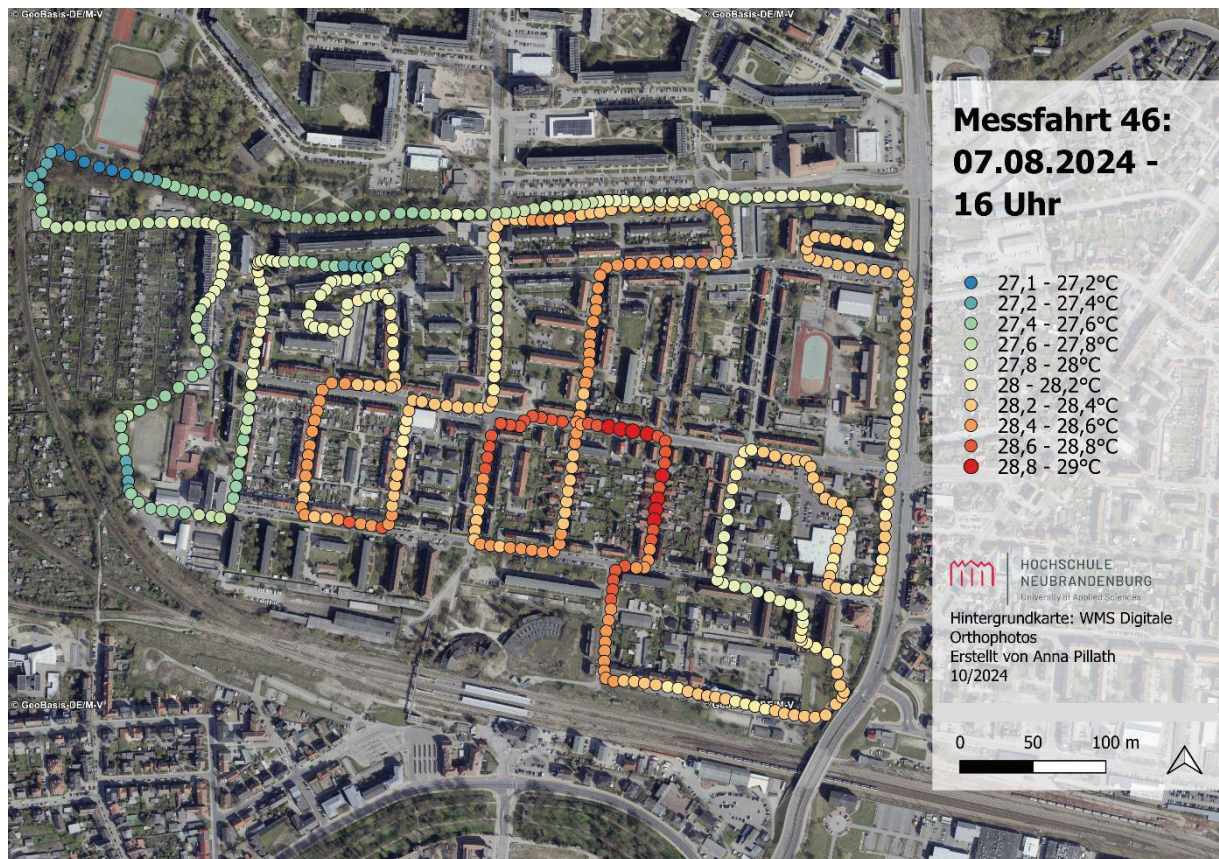 © GeoBasis-DE/M-V
© GeoBasis-DE/M-V
Messfahrt 46:
07.08.2024 -
16 Uhr
27,1 - 27,2°C
27,2 - 27,4°C
27,4 - 27,6°C
27,6 - 27,8°C
27,8 - 28°C
28 - 28,2°C
28,2 - 28,4°C
28,4 - 28,6°C
28,6 - 28,8°C
28,8 - 29°C
HOCHSCHULE
NEUBRANDENBURG
University of Applied Sciences
Hintergrundkarte: WMS Digitale
Orthophotos
Erstellt von Anna Pillath
10/2024
© GeoBasis-DE/M-V
© GeoBasis-DE/M-V
0 50 100 m